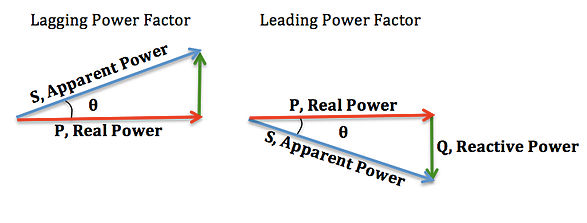 Lagging Power Factor
S, Apparent Power
θ
P, Real Power
Leading Power Factor
P, Real Power
θ
S, Apparent Power
Q, Reactive Power